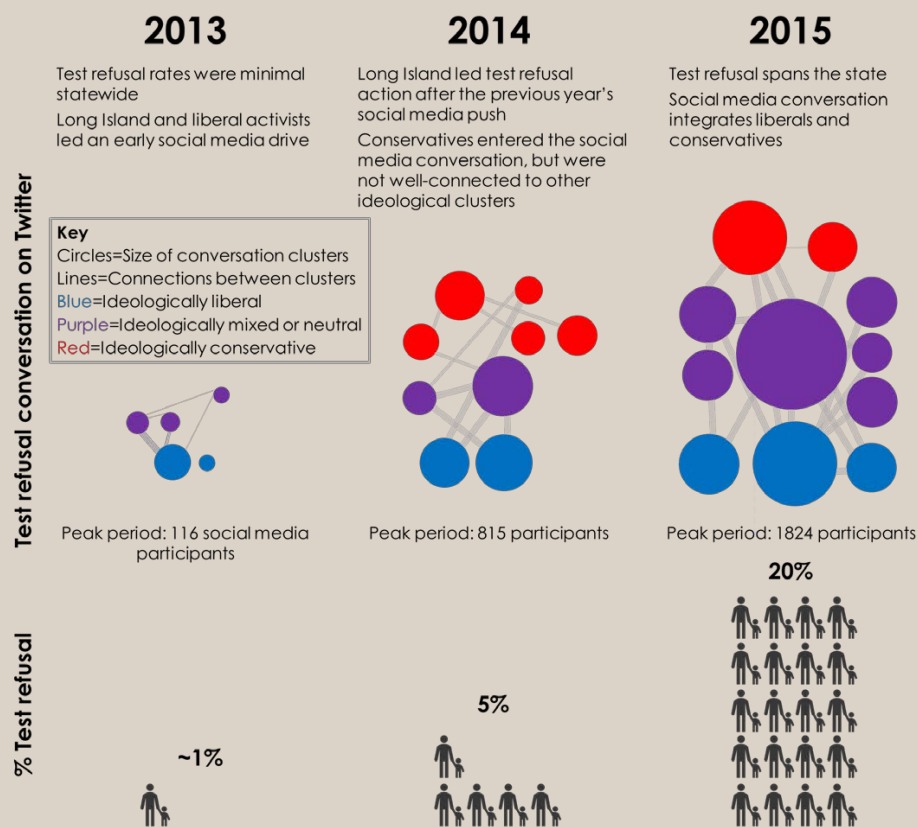 2013
Test refusal rates were minimal
statewide
Long Island and liberal activists
led an early social media drive
2014
Long Island led test refusal
action after the previous year’s
social media push
Conservatives entered the social
media conversation, but were
not well-connected to other
ideological clusters
2015
Test refusal spans the state
Social media conversation
integrates liberals and
conservatives
Test refusal conversation on Twitter
Key
Circles=Size of conversation clusters
Lines=Connections between clusters
Blue=Ideologically liberal
Purple=Ideologically mixed or neutral
Red=Ideologically conservative
Peak period: 116 social media
participants
Peak period: 815 participants
Peak period: 1824 participants
% Test refusal
~1%
5%
20%